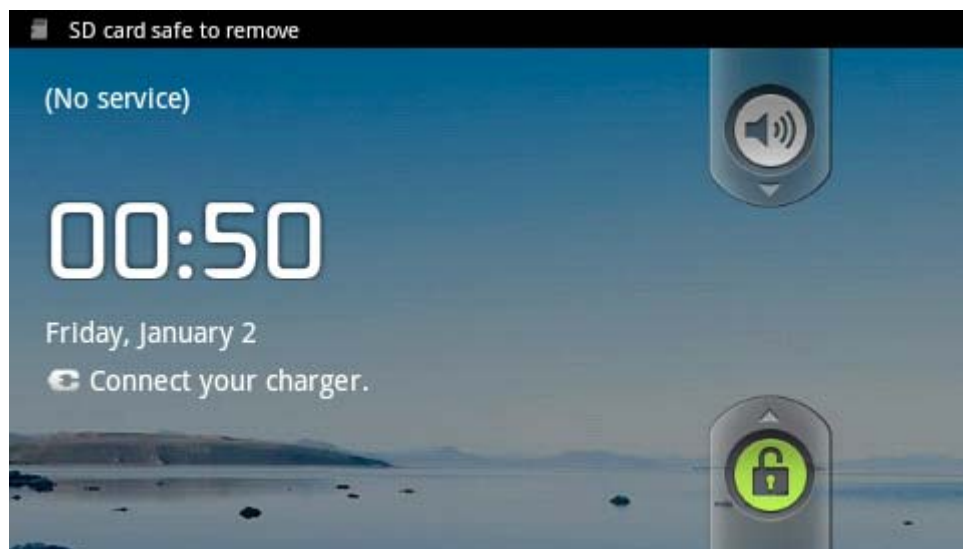 SD card safe to remove
(No service)
00:50
Friday, January 2
Connect your charger.